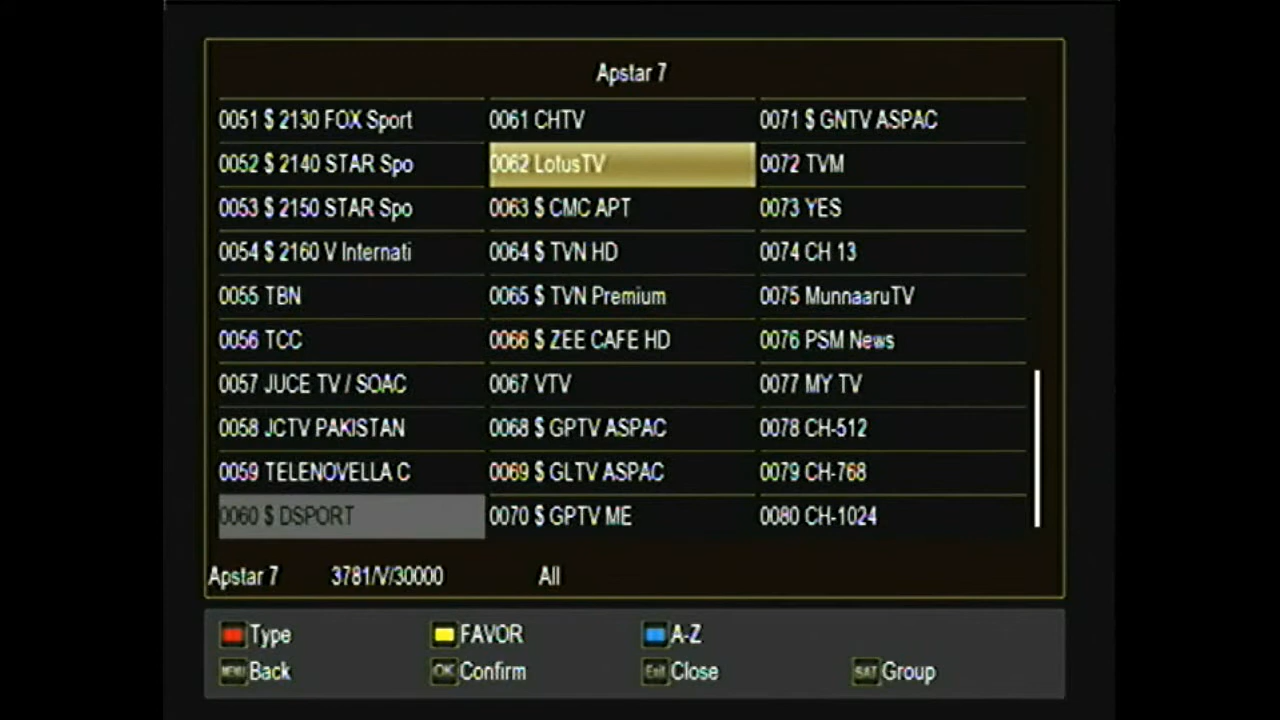 Apstar 7
0051 $ 2130 FOX Sport
0052 $ 2140 STAR Spo
0053 $ 2150 STAR Spo
0054 $ 2160 V Internati
0055 TBN
0056 TCC
0057 JUCE TV / SOAC
0058 JCTV PAKISTAN
0059 TELENOVELLA C
0060 $ DSPORT
0061 CHTV
0062 LotusTV
0063 $ CMC APT
0064 $ TVN HD
0065 $ TVN Premium
0066 $ ZEE CAFE HD
0067 VTV
0068 $ GPTV ASPAC
0069 $ GLTV ASPAC
0070 $ GPTV ME
0071 $ GNTV ASPAC
0072 TVM
0073 YES
0074 CH 13
0075 MunnaaruTV
0076 PSM News
0077 MY TV
0078 CH-512
0079 CH-768
0080 CH-1024
Apstar 7 3781/V/30000 All
Type FAVOR A-Z
MENU Back OK Confirm Exit Close SAT Group